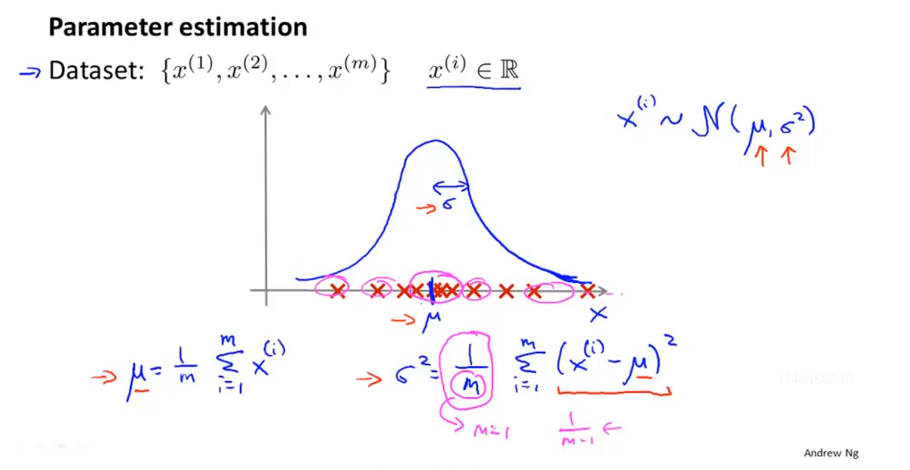 Parameter estimation
→ Dataset: {x^(1), x^(2), ..., x^(m)} x^(i) ∈ ℝ
x^(i) ~ N(μ, σ²)
↑ ↑
→ σ
→ μ
x
→ μ = 1/m Σ_{i=1}^{m} x^(i) → σ² = 1/m Σ_{i=1}^{m} (x^(i) − μ)²
→ m=1 1/(m−1) ←
1148160340
Andrew Ng